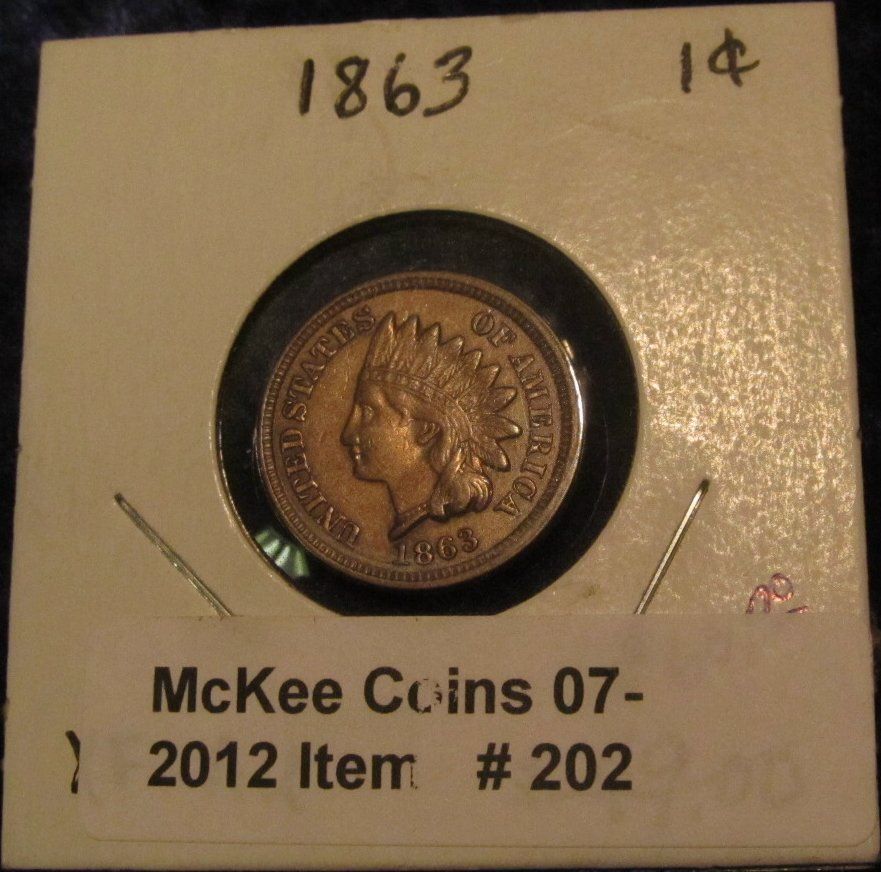 1863 1¢
UNITED STATES OF AMERICA
1863
McKee Coins 07-
2012 Item # 202